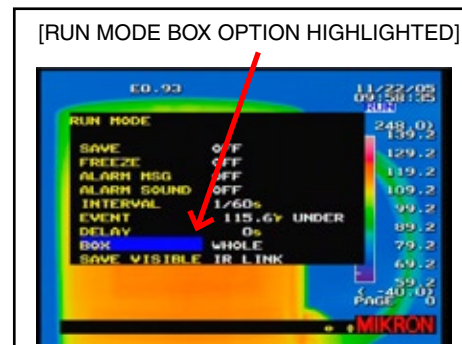 [RUN MODE BOX OPTION HIGHLIGHTED]
E0.93
11/22/05
09:58:35
RUN
RUN MODE
SAVE OFF
FREEZE OFF
ALARM MSG OFF
ALARM SOUND OFF
INTERVAL 1/60s
EVENT 115.6F UNDER
DELAY 0s
BOX WHOLE
SAVE VISIBLE IR LINK
248.0)
139.2
129.2
119.2
109.2
99.2
89.2
79.2
69.2
59.2
( -40.0)
PAGE 0
MIKRON